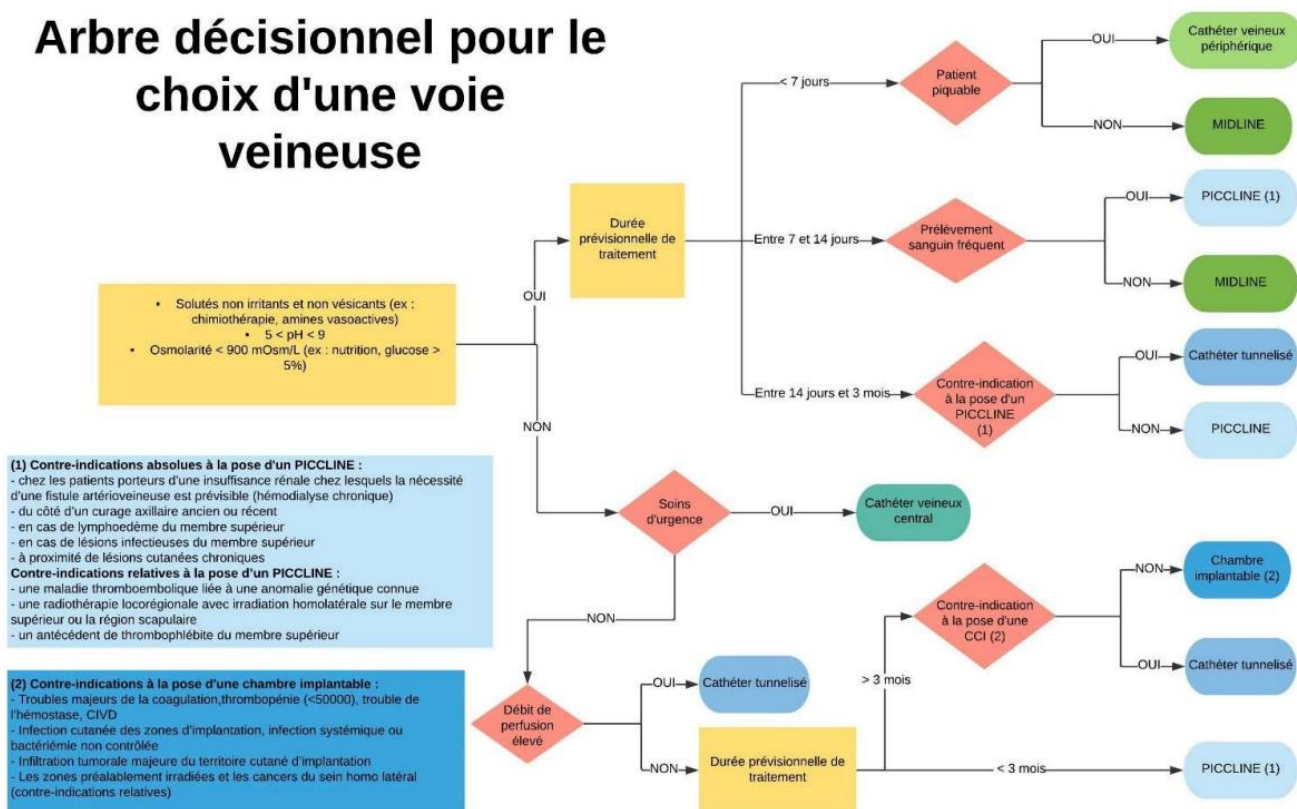 Arbre décisionnel pour le
choix d'une voie
veineuse
• Solutés non irritants et non vésicants (ex :
chimiothérapie, amines vasoactives)
• 5 < pH < 9
• Osmolarité < 900 mOsm/L (ex : nutrition, glucose >
5%)
OUI
NON
Durée
prévisionnelle de
traitement
< 7 jours
Patient
piquable
OUI
Cathéter veineux
périphérique
NON
MIDLINE
Entre 7 et 14 jours
Prélèvement
sanguin fréquent
OUI
PICCLINE (1)
NON
MIDLINE
Entre 14 jours et 3 mois
Contre-indication
à la pose d'un
PICCLINE
(1)
OUI
Cathéter tunnelisé
NON
PICCLINE
Soins
d'urgence
OUI
Cathéter veineux
central
NON
Débit de
perfusion
élevé
OUI
Cathéter tunnelisé
NON
Durée prévisionnelle de
traitement
> 3 mois
Contre-indication
à la pose d'une
CCI (2)
NON
Chambre
implantable (2)
OUI
Cathéter tunnelisé
< 3 mois
PICCLINE (1)
(1) Contre-indications absolues à la pose d'un PICCLINE :
- chez les patients porteurs d'une insuffisance rénale chez lesquels la nécessité
d'une fistule artérioveineuse est prévisible (hémodialyse chronique)
- du côté d'un curage axillaire ancien ou récent
- en cas de lymphoedème du membre supérieur
- en cas de lésions infectieuses du membre supérieur
- à proximité de lésions cutanées chroniques
Contre-indications relatives à la pose d'un PICCLINE :
- une maladie thromboembolique liée à une anomalie génétique connue
- une radiothérapie locorégionale avec irradiation homolatérale sur le membre
supérieur ou la région scapulaire
- un antécédent de thrombophlébite du membre supérieur
(2) Contre-indications à la pose d'une chambre implantable :
- Troubles majeurs de la coagulation,thrombopénie (<50000), trouble de
l'hémostase, CIVD
- Infection cutanée des zones d'implantation, infection systémique ou
bactériémie non contrôlée
- Infiltration tumorale majeure du territoire cutané d'implantation
- Les zones préalablement irradiées et les cancers du sein homo latéral
(contre-indications relatives)